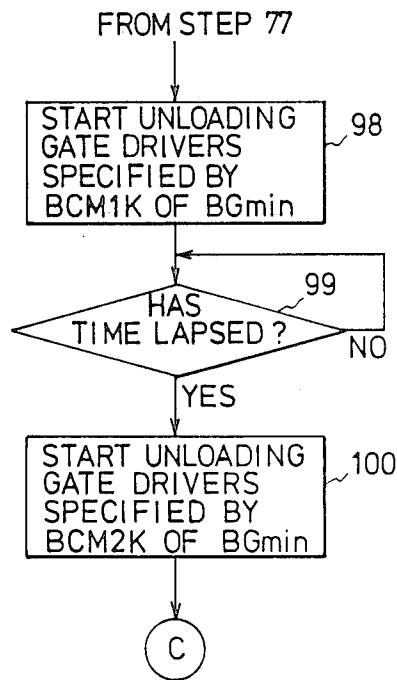 FROM STEP 77
START UNLOADING
GATE DRIVERS
SPECIFIED BY
BCM1K OF BGmin
98
HAS
TIME LAPSED?
99
NO
YES
START UNLOADING
GATE DRIVERS
SPECIFIED BY
BCM2K OF BGmin
100
C